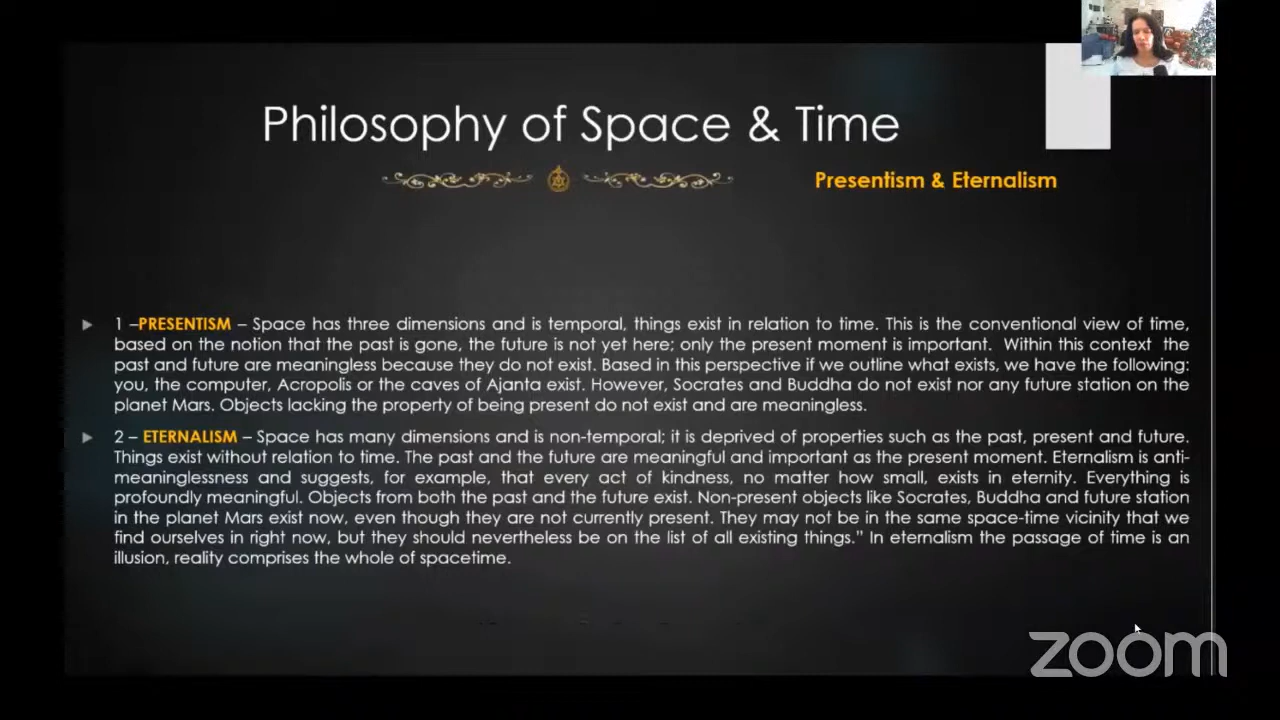 Philosophy of Space & Time
Presentism & Eternalism
1 –PRESENTISM – Space has three dimensions and is temporal, things exist in relation to time. This is the conventional view of time,
based on the notion that the past is gone, the future is not yet here; only the present moment is important. Within this context the
past and future are meaningless because they do not exist. Based in this perspective if we outline what exists, we have the following:
you, the computer, Acropolis or the caves of Ajanta exist. However, Socrates and Buddha do not exist nor any future station on the
planet Mars. Objects lacking the property of being present do not exist and are meaningless.
2 – ETERNALISM – Space has many dimensions and is non-temporal; it is deprived of properties such as the past, present and future.
Things exist without relation to time. The past and the future are meaningful and important as the present moment. Eternalism is anti-
meaninglessness and suggests, for example, that every act of kindness, no matter how small, exists in eternity. Everything is
profoundly meaningful. Objects from both the past and the future exist. Non-present objects like Socrates, Buddha and future station
in the planet Mars exist now, even though they are not currently present. They may not be in the same space-time vicinity that we
find ourselves in right now, but they should nevertheless be on the list of all existing things.” In eternalism the passage of time is an
illusion, reality comprises the whole of spacetime.
zoom